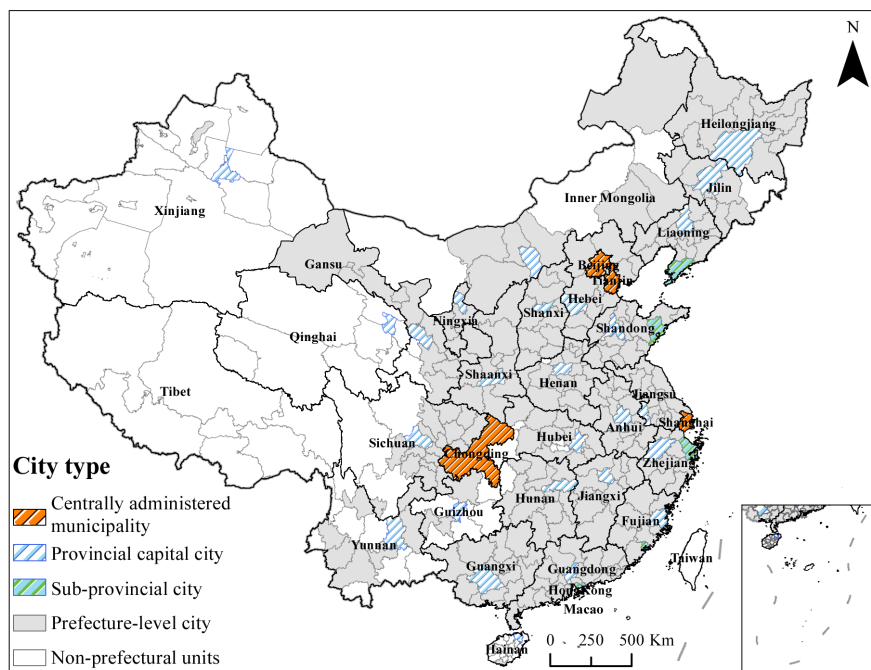 N
Heilongjiang
Jilin
Inner Mongolia
Xinjiang
Liaoning
Gansu
Beijing
Tianjin
Hebei
Ningxia
Shanxi
Shandong
Qinghai
Shaanxi
Henan
Tibet
Jiangsu
Shanghai
Anhui
Hubei
Sichuan
Chongding
Zhejiang
Hunan
Jiangxi
Guizhou
Fujian
Yunnan
Taiwan
Guangxi
Guangdong
Hong Kong
Macao
Hainan
City type
Centrally administered
municipality
Provincial capital city
Sub-provincial city
Prefecture-level city
Non-prefectural units
0 250 500 Km